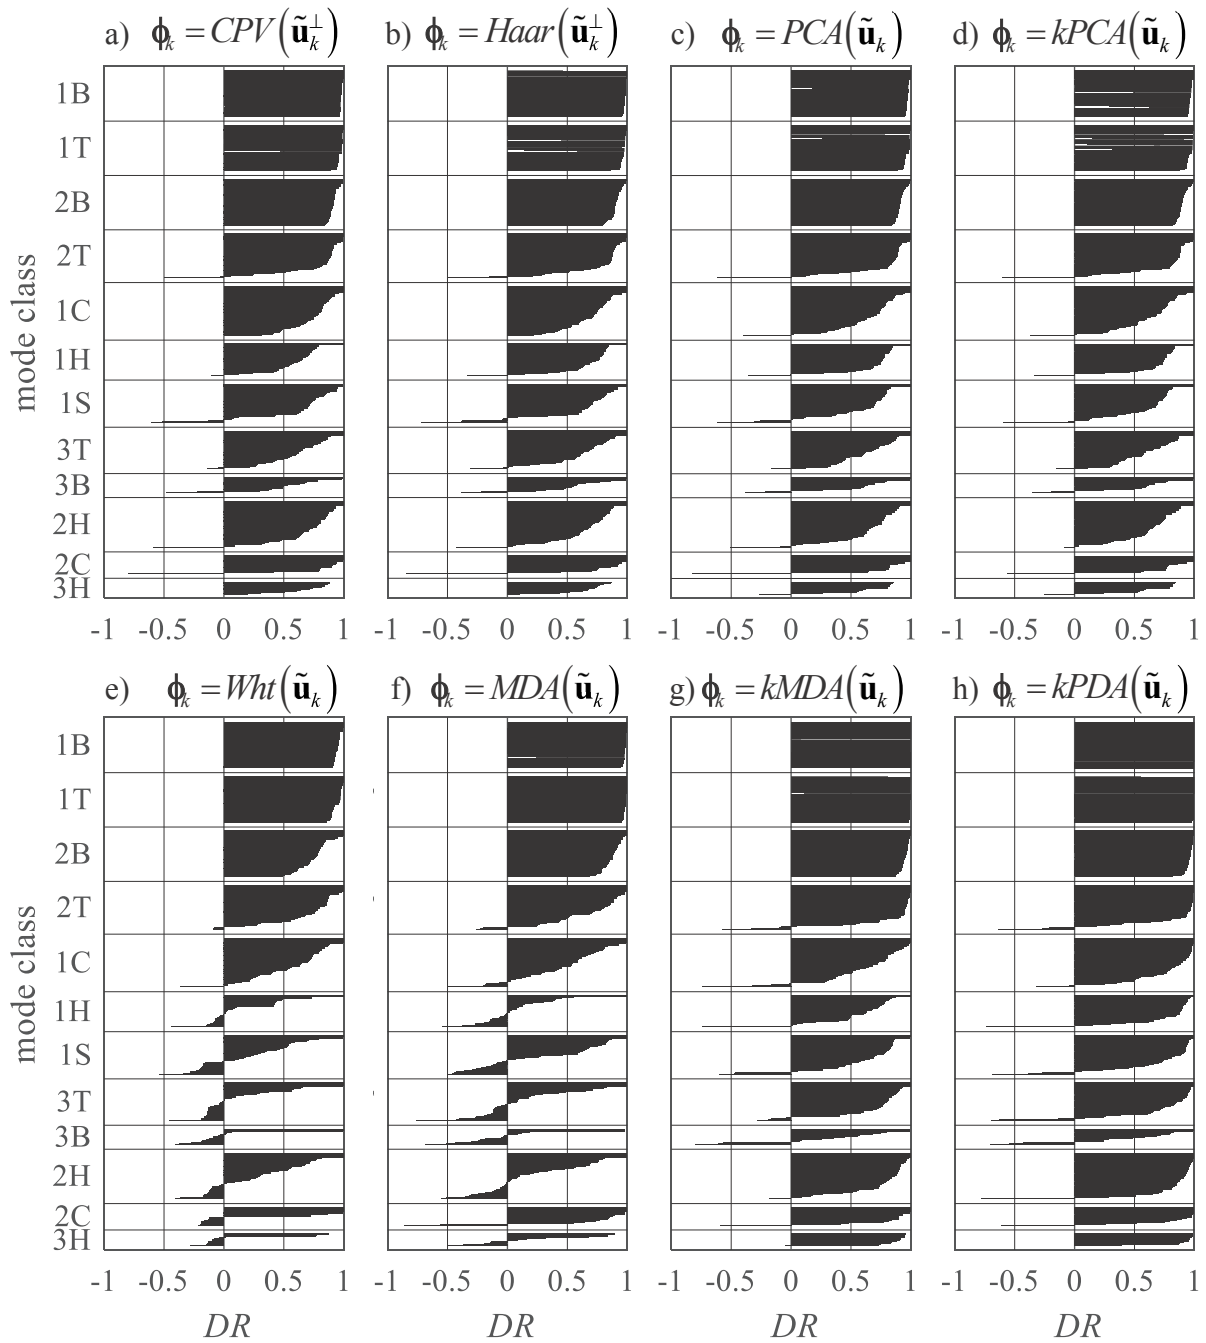 a) ϕₖ = CPV(ũₖ^⊥) b) ϕₖ = Haar(ũₖ^⊥) c) ϕₖ = PCA(ũₖ) d) ϕₖ = kPCA(ũₖ)
1B
1T
2B
2T
1C
1H
1S
3T
3B
2H
2C
3H
mode class
-1 -0.5 0 0.5 1 -1 -0.5 0 0.5 1 -1 -0.5 0 0.5 1 -1 -0.5 0 0.5 1
e) ϕₖ = Wht(ũₖ) f) ϕₖ = MDA(ũₖ) g) ϕₖ = kMDA(ũₖ) h) ϕₖ = kPDA(ũₖ)
1B
1T
2B
2T
1C
1H
1S
3T
3B
2H
2C
3H
mode class
-1 -0.5 0 0.5 1 -1 -0.5 0 0.5 1 -1 -0.5 0 0.5 1 -1 -0.5 0 0.5 1
DR DR DR DR